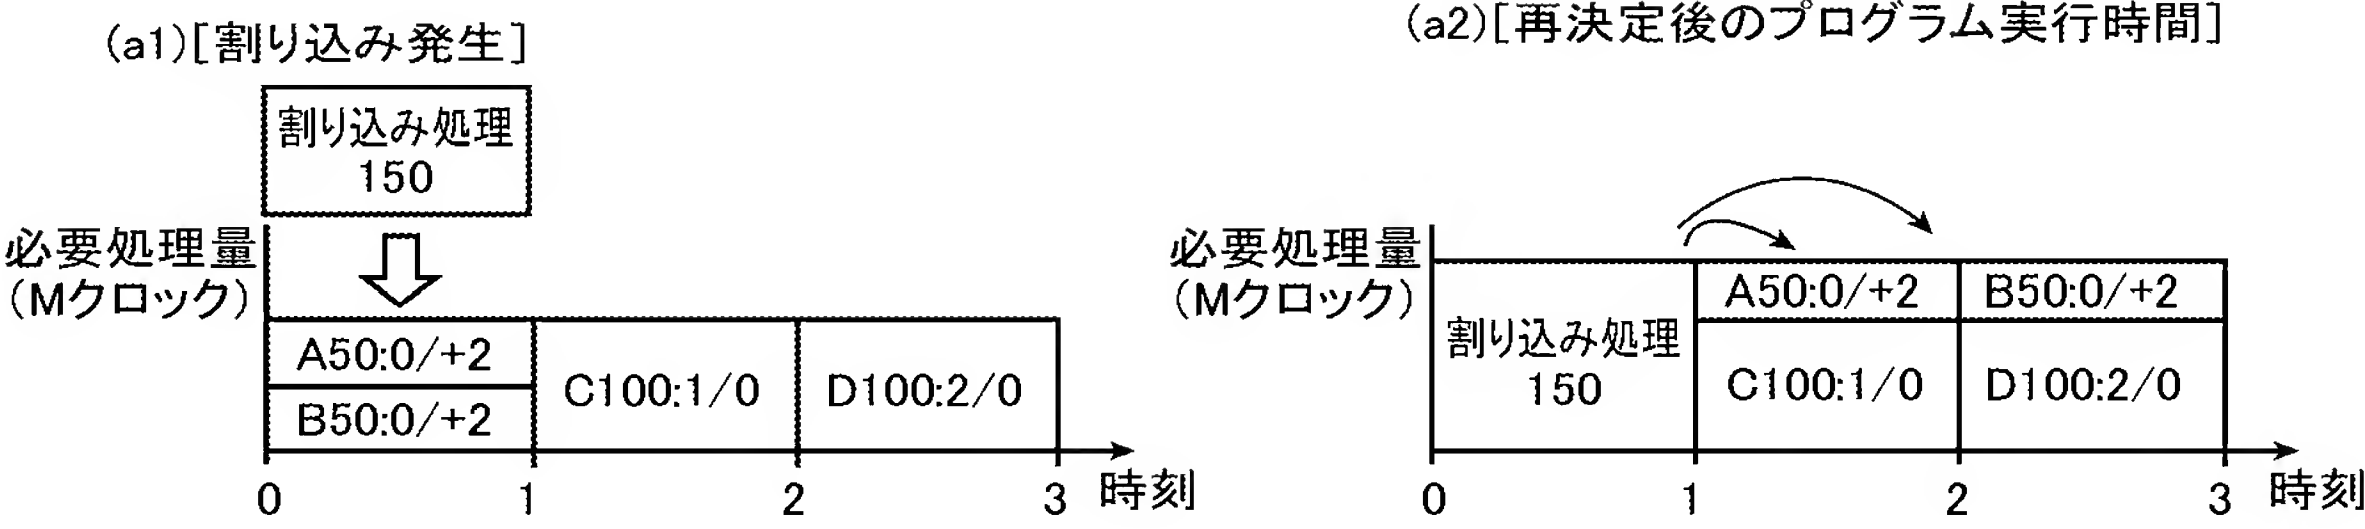 (a1)[割り込み発生]
割り込み処理
150
必要処理量
(Mクロック)
A50:0/+2
B50:0/+2
C100:1/0
D100:2/0
0
1
2
3
時刻
(a2)[再決定後のプログラム実行時間]
必要処理量
(Mクロック)
割り込み処理
150
A50:0/+2
C100:1/0
B50:0/+2
D100:2/0
0
1
2
3
時刻